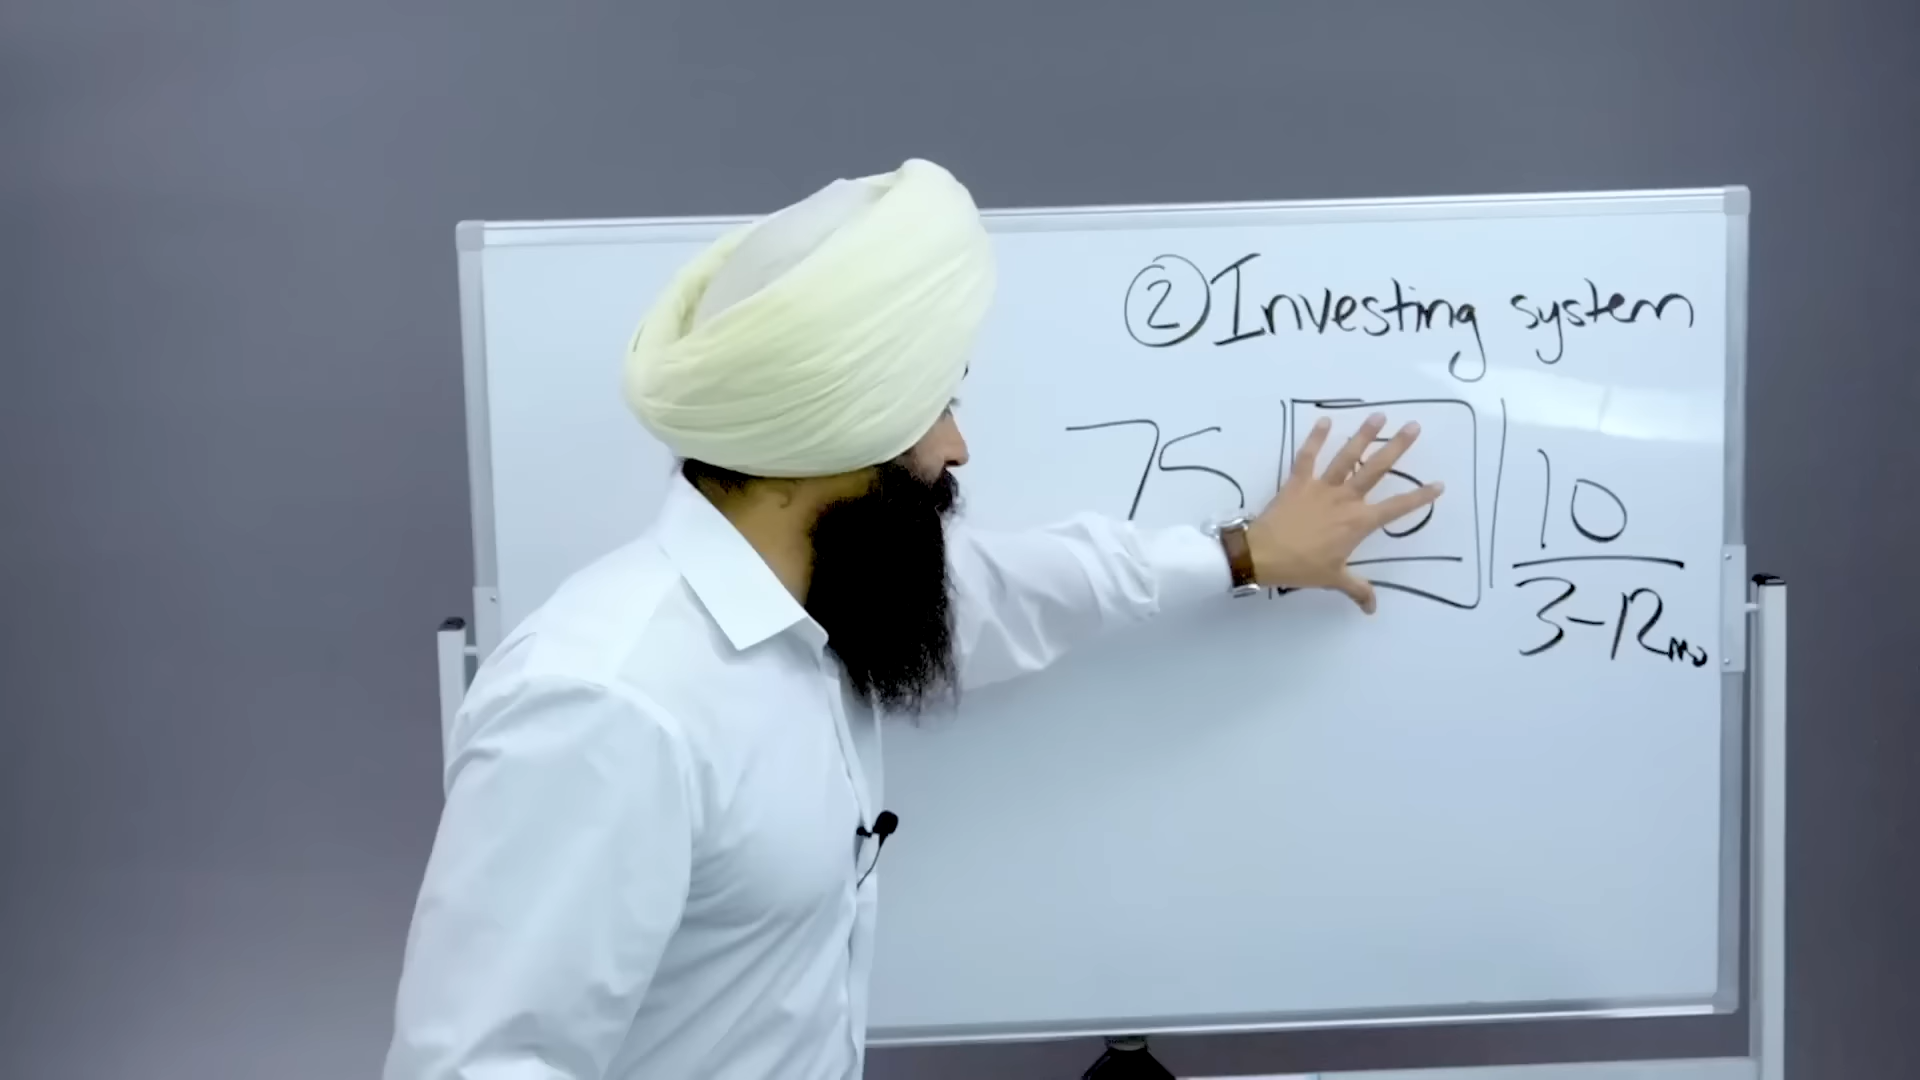 ② Investing system
75 | | 10
3-12mo